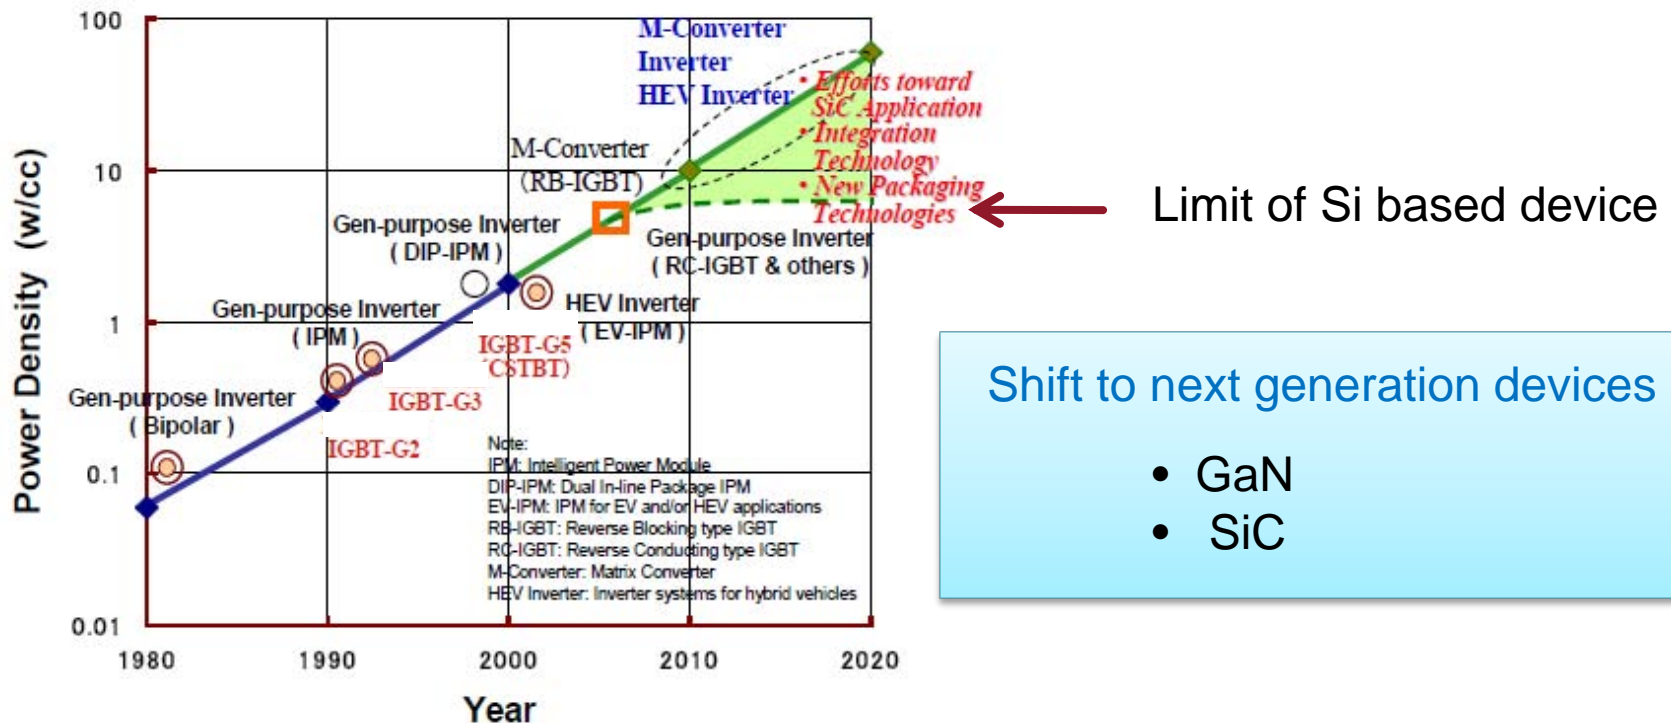 100
10
1
0.1
0.01
Power Density (w/cc)
1980
1990
2000
2010
2020
Year
M-Converter
Inverter
HEV Inverter
• Efforts toward
SiC Application
• Integration
Technology
• New Packaging
Technologies
M-Converter
(RB-IGBT)
Gen-purpose Inverter
( DIP-IPM )
Gen-purpose Inverter
( RC-IGBT & others )
HEV Inverter
( EV-IPM )
Gen-purpose Inverter
( IPM )
IGBT-G5
(CSTBT)
Gen-purpose Inverter
( Bipolar )
IGBT-G3
IGBT-G2
Note:
IPM: Intelligent Power Module
DIP-IPM: Dual In-line Package IPM
EV-IPM: IPM for EV and/or HEV applications
RB-IGBT: Reverse Blocking type IGBT
RC-IGBT: Reverse Conducting type IGBT
M-Converter: Matrix Converter
HEV Inverter: Inverter systems for hybrid vehicles
Limit of Si based device
Shift to next generation devices
• GaN
• SiC